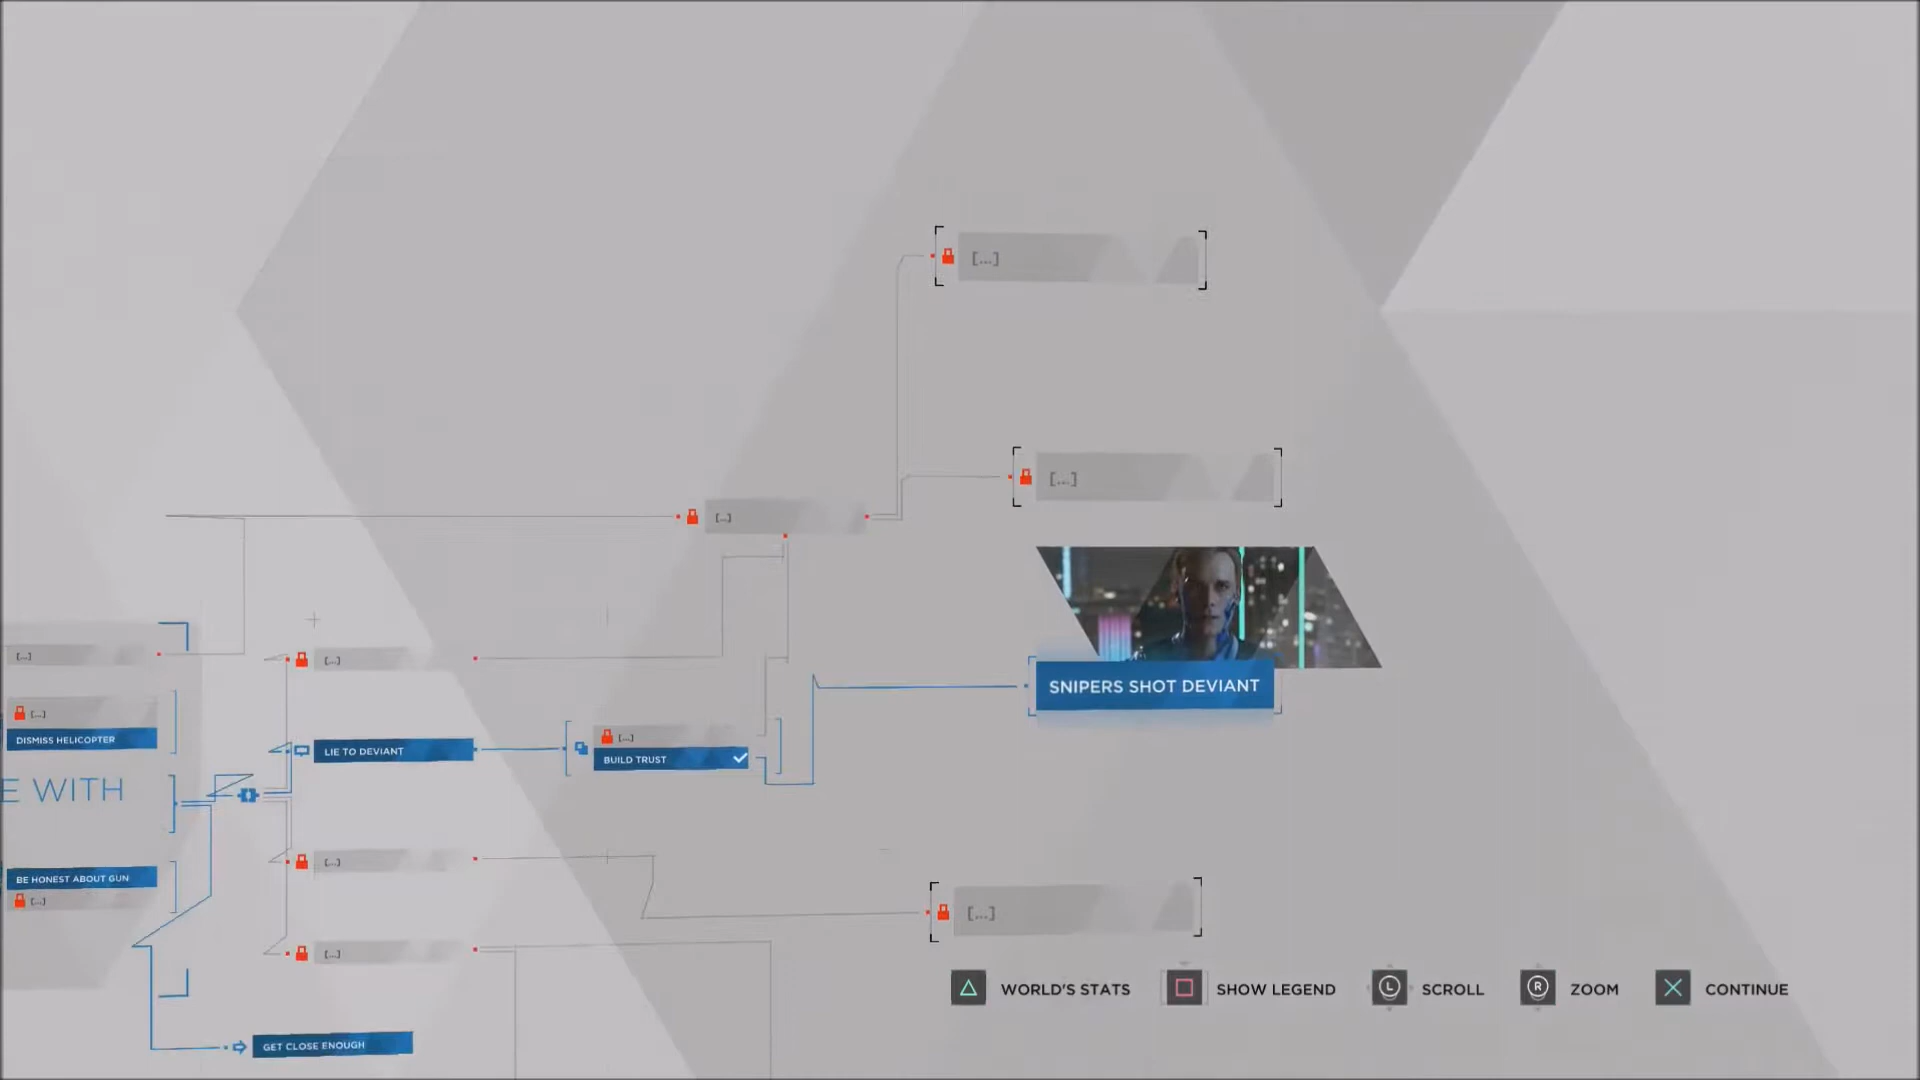 [...]
[...]
[...]
SNIPERS SHOT DEVIANT
[...]
[...]
[...]
[...]
DISMISS HELICOPTER
LIE TO DEVIANT
BUILD TRUST
E WITH
[...]
BE HONEST ABOUT GUN
[...]
[...]
[...]
GET CLOSE ENOUGH
WORLD'S STATS
SHOW LEGEND
L SCROLL
R ZOOM
CONTINUE